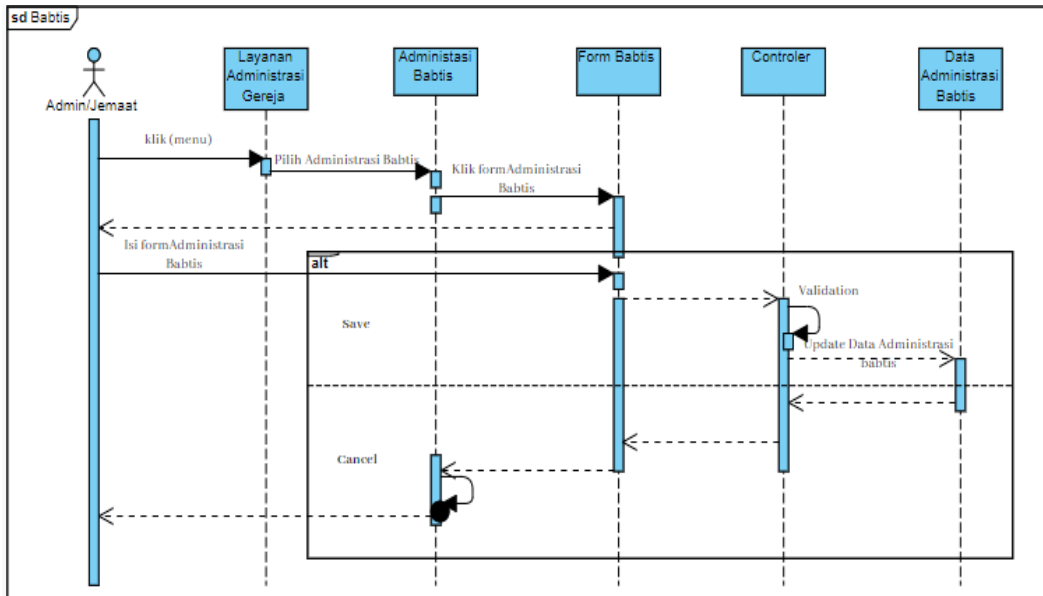 sd Babtis
Admin/Jemaat
Layanan
Administrasi
Gereja
Administasi
Babtis
Form Babtis
Controler
Data
Administrasi
Babtis
klik (menu)
Pilih Administrasi Babtis
Klik formAdministrasi
Babtis
Isi formAdministrasi
Babtis
alt
Save
Validation
Update Data Administrasi
babtis
Cancel